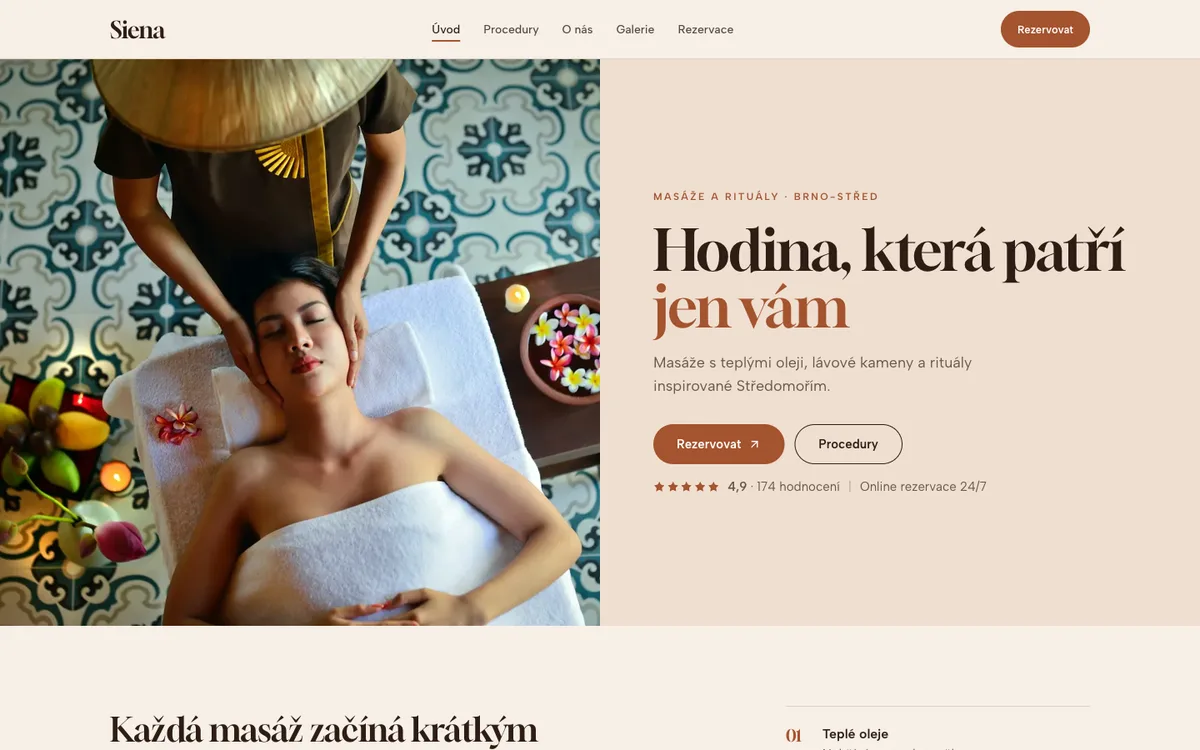 Siena
Úvod
Procedury
O nás
Galerie
Rezervace
Rezervovat
MASÁŽE A RITUÁLY · BRNO-STŘED
Hodina, která patří
jen vám
Masáže s teplými oleji, lávové kameny a rituály
inspirované Středomořím.
Rezervovat
Procedury
4,9 · 174 hodnocení | Online rezervace 24/7
Každá masáž začíná krátkým
01 Teplé oleje